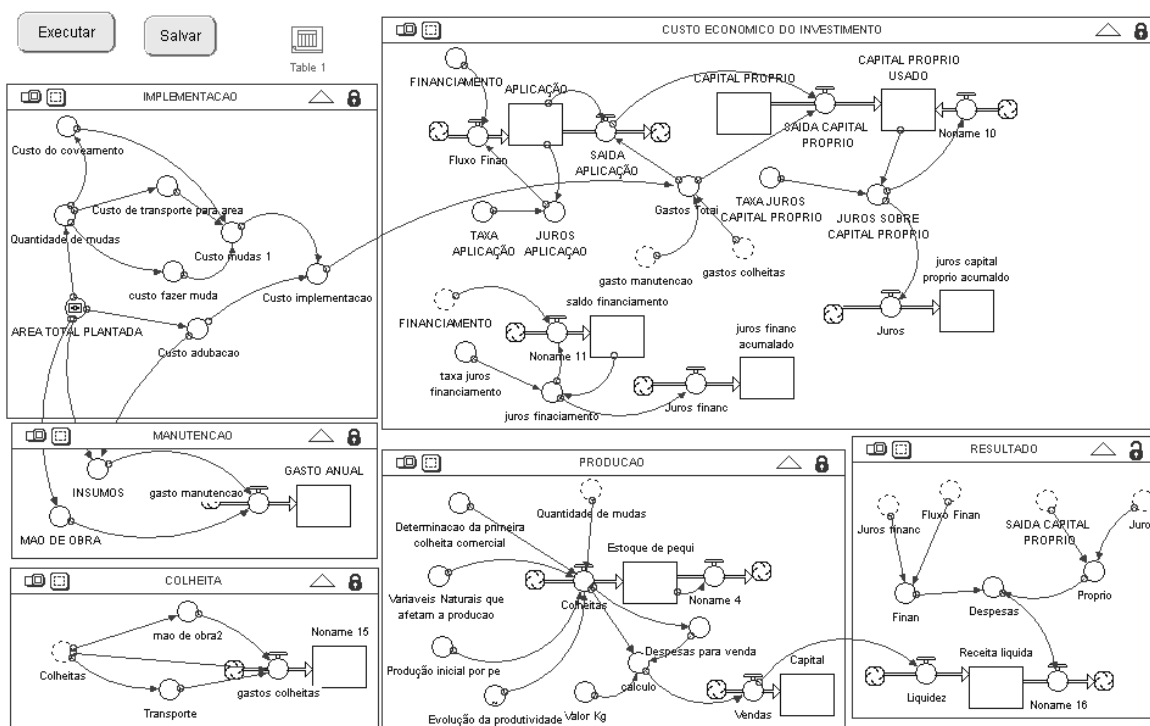 Executar
Salvar
Table 1
IMPLEMENTACAO
Custo do coveamento
Custo de transporte para area
Quantidade de mudas
Custo mudas 1
custo fazer muda
Custo implementacao
AREA TOTAL PLANTADA
Custo adubacao
MANUTENCAO
INSUMOS
gasto manutencao
GASTO ANUAL
MAO DE OBRA
COLHEITA
mao de obra2
Noname 15
Colheitas
gastos colheitas
Transporte
CUSTO ECONOMICO DO INVESTIMENTO
FINANCIAMENTO
APLICAÇÃO
CAPITAL PROPRIO
CAPITAL PROPRIO
USADO
Fluxo Finan
SAIDA
APLICAÇÃO
SAIDA CAPITAL
PROPRIO
Noname 10
TAXA
APLICAÇÃO
JUROS
APLICAÇAO
Gastos Total
TAXA JUROS
CAPITAL PROPRIO
JUROS SOBRE
CAPITAL PROPRIO
gasto manutencao
gastos colheitas
juros capital
proprio acumaldo
Juros
FINANCIAMENTO
saldo financiamento
Noname 11
taxa juros
financiamento
juros finaciamento
juros financ
acumalado
Juros financ
PRODUCAO
Determinacao da primeira
colheita comercial
Quantidade de mudas
Estoque de pequi
Variaveis Naturais que
afetam a producao
Colheitas
Noname 4
Produção inicial por pe
Despesas para venda
calculo
Capital
Evolução da produtividade
Valor Kg
Vendas
RESULTADO
Juros financ
Fluxo Finan
SAIDA CAPITAL
PROPRIO
Juro
Finan
Despesas
Proprio
Receita liquida
Liquidez
Noname 16